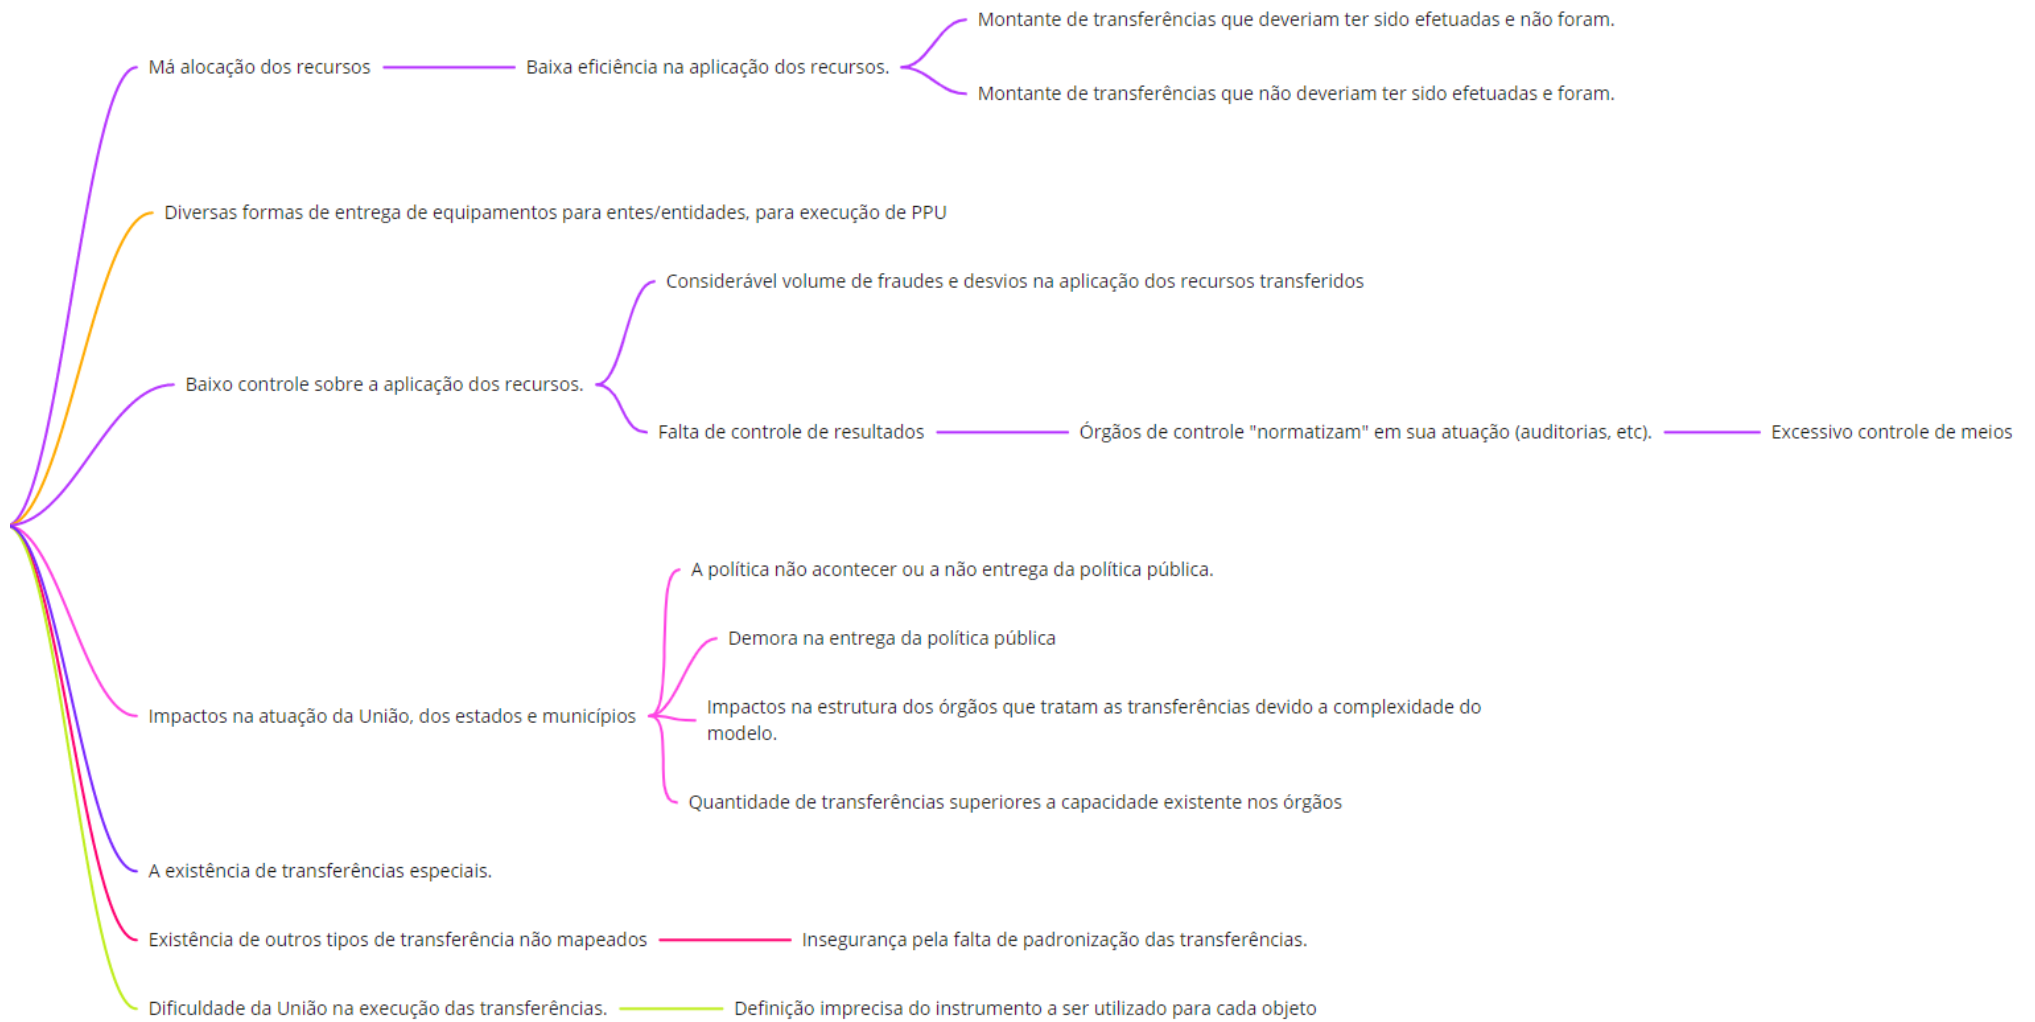 Má alocação dos recursos
Baixa eficiência na aplicação dos recursos.
Montante de transferências que deveriam ter sido efetuadas e não foram.
Montante de transferências que não deveriam ter sido efetuadas e foram.
Diversas formas de entrega de equipamentos para entes/entidades, para execução de PPU
Baixo controle sobre a aplicação dos recursos.
Considerável volume de fraudes e desvios na aplicação dos recursos transferidos
Falta de controle de resultados
Órgãos de controle "normatizam" em sua atuação (auditorias, etc).
Excessivo controle de meios
Impactos na atuação da União, dos estados e municípios
A política não acontecer ou a não entrega da política pública.
Demora na entrega da política pública
Impactos na estrutura dos órgãos que tratam as transferências devido a complexidade do
modelo.
Quantidade de transferências superiores a capacidade existente nos órgãos
A existência de transferências especiais.
Existência de outros tipos de transferência não mapeados
Insegurança pela falta de padronização das transferências.
Dificuldade da União na execução das transferências.
Definição imprecisa do instrumento a ser utilizado para cada objeto